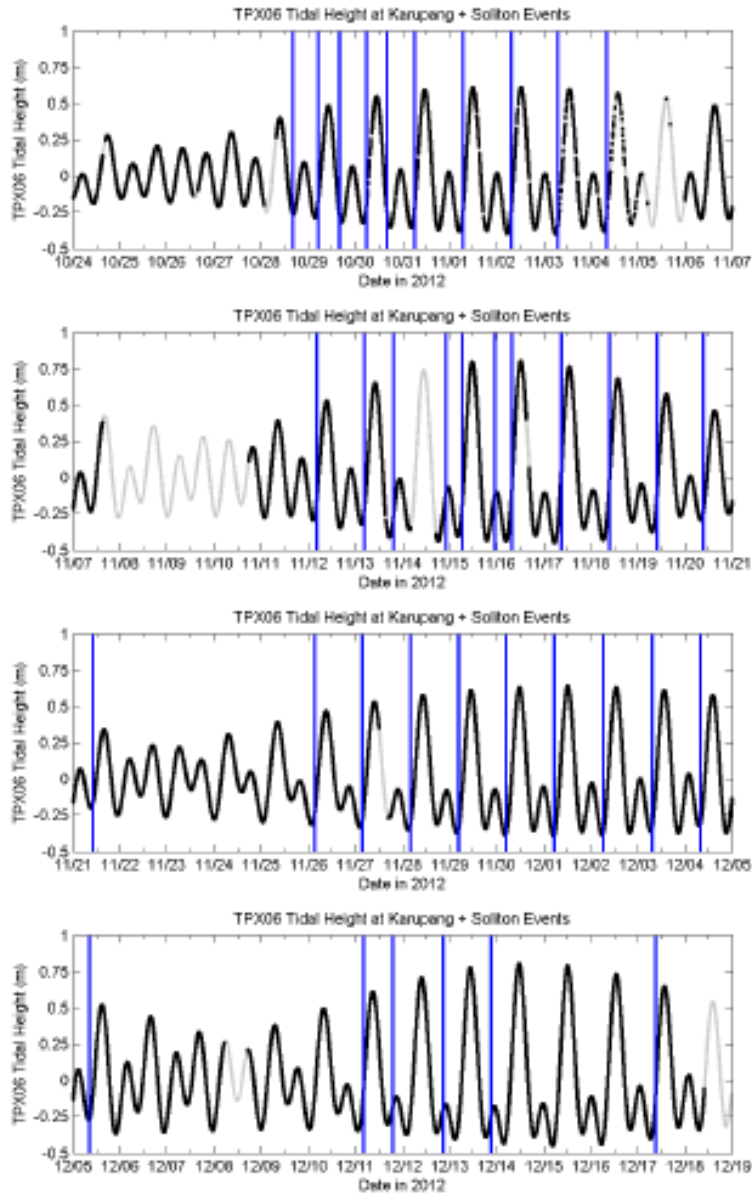 TPX06 Tidal Height at Karupang + Soliton Events
TPX06 Tidal Height (m)
1
0.75
0.5
0.25
0
-0.25
-0.5
10/24 10/25 10/26 10/27 10/28 10/29 10/30 10/31 11/01 11/02 11/03 11/04 11/05 11/06 11/07
Date in 2012
TPX06 Tidal Height at Karupang + Soliton Events
TPX06 Tidal Height (m)
1
0.75
0.5
0.25
0
-0.25
-0.5
11/07 11/08 11/09 11/10 11/11 11/12 11/13 11/14 11/15 11/16 11/17 11/18 11/19 11/20 11/21
Date in 2012
TPX06 Tidal Height at Karupang + Soliton Events
TPX06 Tidal Height (m)
1
0.75
0.5
0.25
0
-0.25
-0.5
11/21 11/22 11/23 11/24 11/25 11/26 11/27 11/28 11/29 11/30 12/01 12/02 12/03 12/04 12/05
Date in 2012
TPX06 Tidal Height at Karupang + Soliton Events
TPX06 Tidal Height (m)
1
0.75
0.5
0.25
0
-0.25
-0.5
12/05 12/06 12/07 12/08 12/09 12/10 12/11 12/12 12/13 12/14 12/15 12/16 12/17 12/18 12/19
Date in 2012